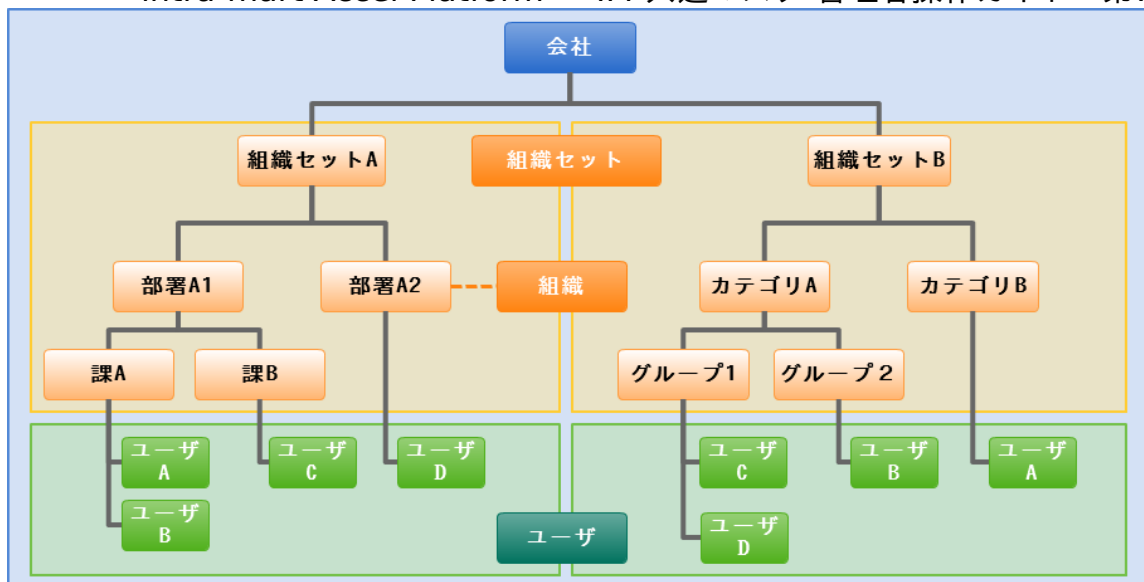 会社
組織セットA
組織セット
組織セットB
部署A1
部署A2
組織
カテゴリA
カテゴリB
課A
課B
グループ1
グループ２
ユーザ
A
ユーザ
C
ユーザ
D
ユーザ
C
ユーザ
B
ユーザ
A
ユーザ
B
ユーザ
ユーザ
D